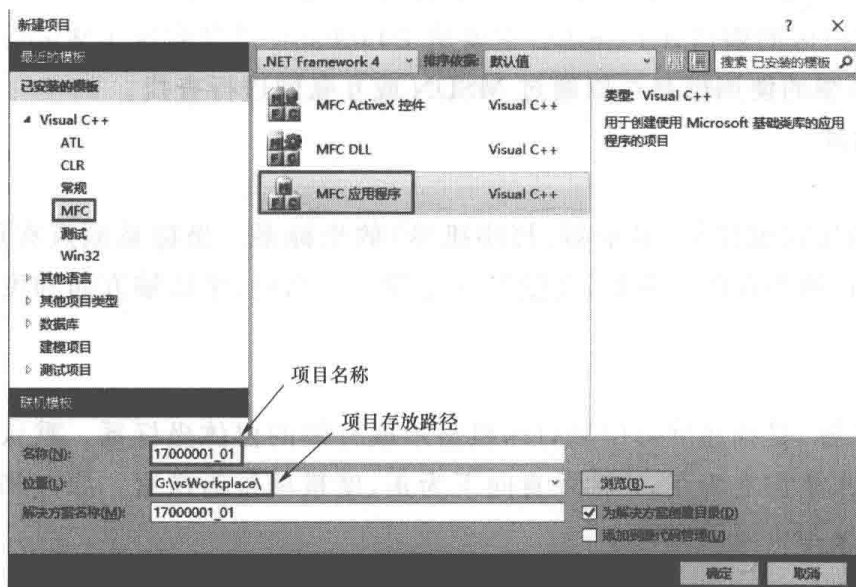 新建项目
? ×
最近的模板
.NET Framework 4 排序依据: 默认值
搜索 已安装的模板
已安装的模板
Visual C++
ATL
CLR
常规
MFC
测试
Win32
其他语言
其他项目类型
数据库
建模项目
测试项目
联机模板
MFC ActiveX 控件 Visual C++
MFC DLL Visual C++
MFC 应用程序 Visual C++
类型: Visual C++
用于创建使用 Microsoft 基础类库的应用
程序的项目
项目名称
项目存放路径
名称(N): 17000001_01
位置(L): G:\vsWorkplace\ 浏览(B)...
解决方案名称(M): 17000001_01
为解决方案创建目录(D)
添加到源代码管理(U)
确定 取消